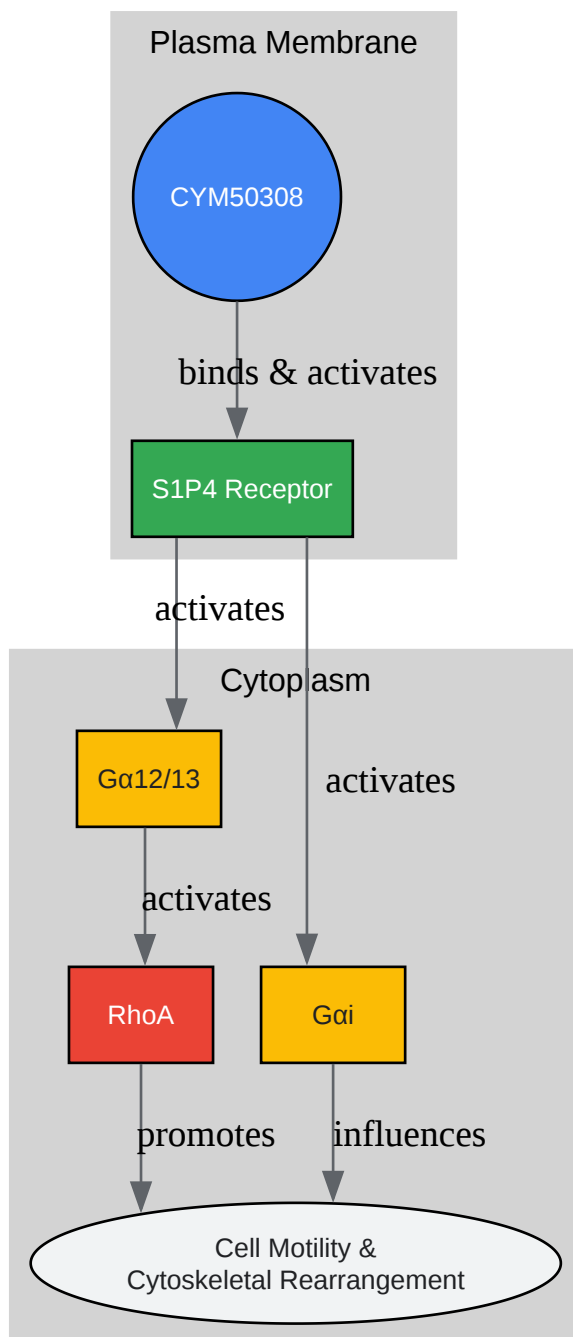 Plasma Membrane
CYM50308
binds & activates
S1P4 Receptor
activates
Cytoplasm
Gα12/13
activates
activates
RhoA
Gαi
promotes
influences
Cell Motility &
Cytoskeletal Rearrangement